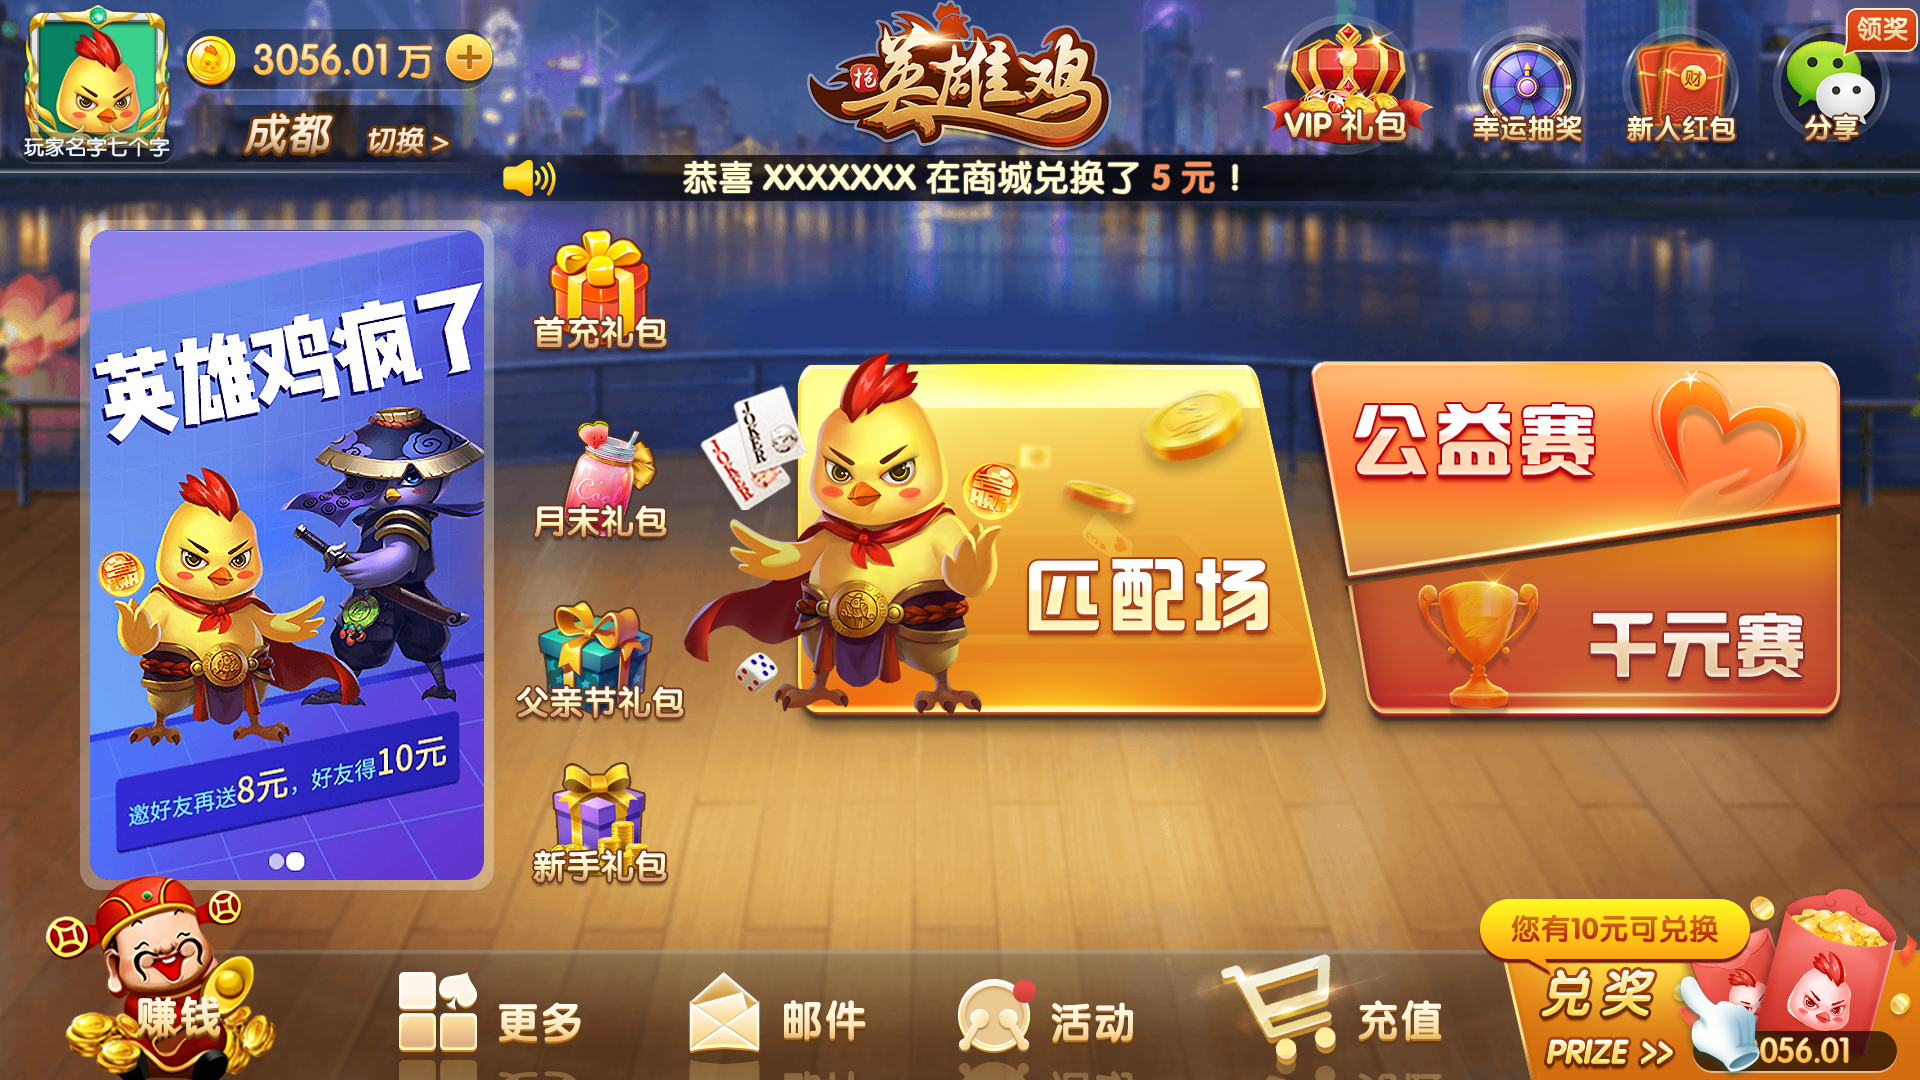 3056.01万
玩家名字七个字
成都
切换 >
抢英雄鸡
VIP 礼包
幸运抽奖
新人红包
财
领奖
分享
恭喜 XXXXXXX 在商城兑换了 5 元！
英雄鸡疯了
邀好友再送8元，好友得10元
首充礼包
月末礼包
父亲节礼包
新手礼包
JOKER
JOKER
匹配场
公益赛
千元赛
赚钱
更多
邮件
活动
充值
您有10元可兑换
兑奖
PRIZE >>
056.01